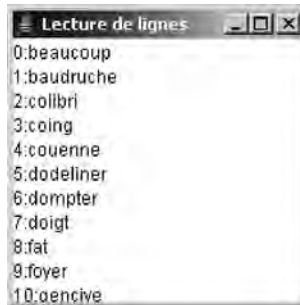 Lecture de lignes
0:beaucoup
1:baudruche
2:colibri
3:coing
4:couenne
5:dodeliner
6:dompter
7:doigt
8:fat
9:foyer
10:gencive